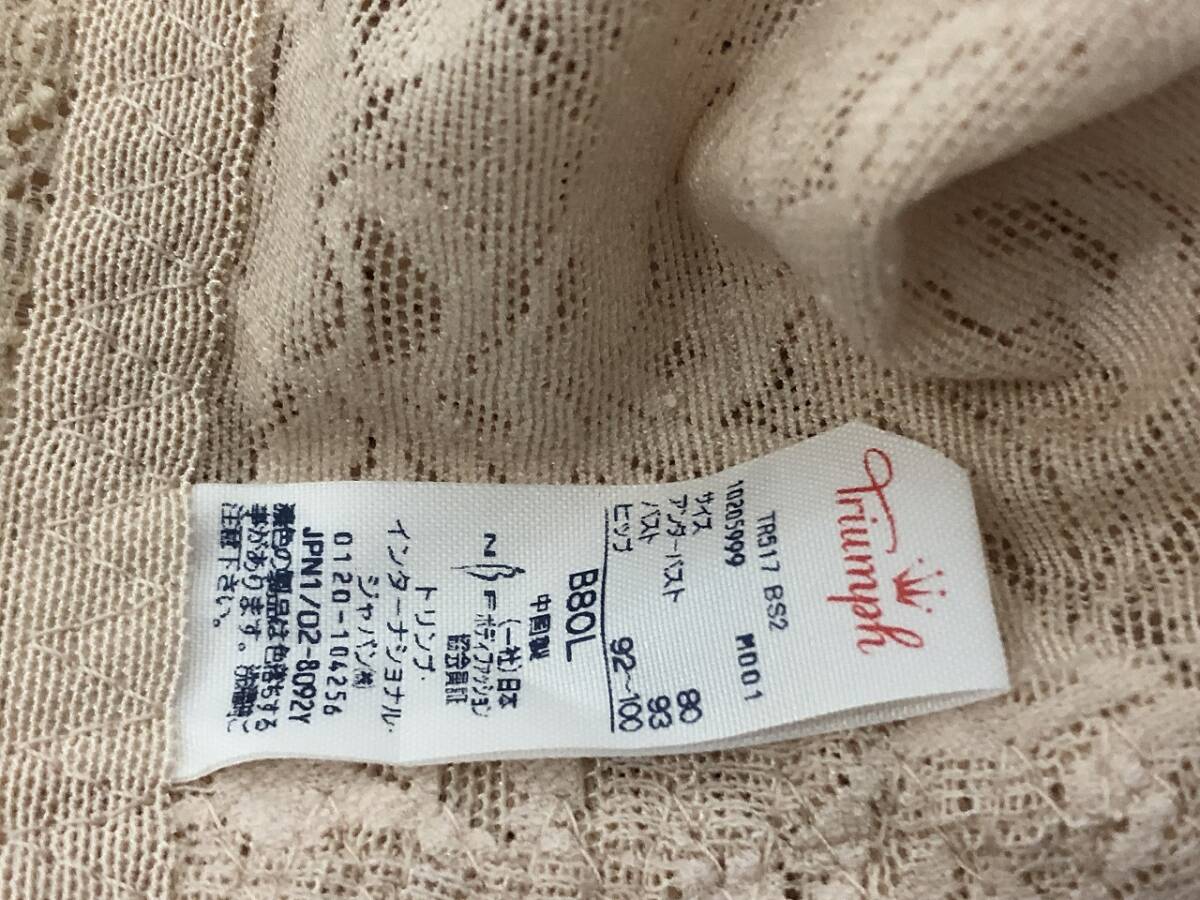 Triumph
TR517 BS2
10205999 M001
サイズ
アンダーバスト 80
バスト 93
ヒップ 92~100
B80L
中国製
(一社)日本
NBF=ボディファッション
協会会員証
トリンプ・
インターナショナル・
ジャパン(株)
0120-104256
JPN1/02-8092Y
濃色の製品は色落ちする
事があります。洗濯時に
注意下さい。